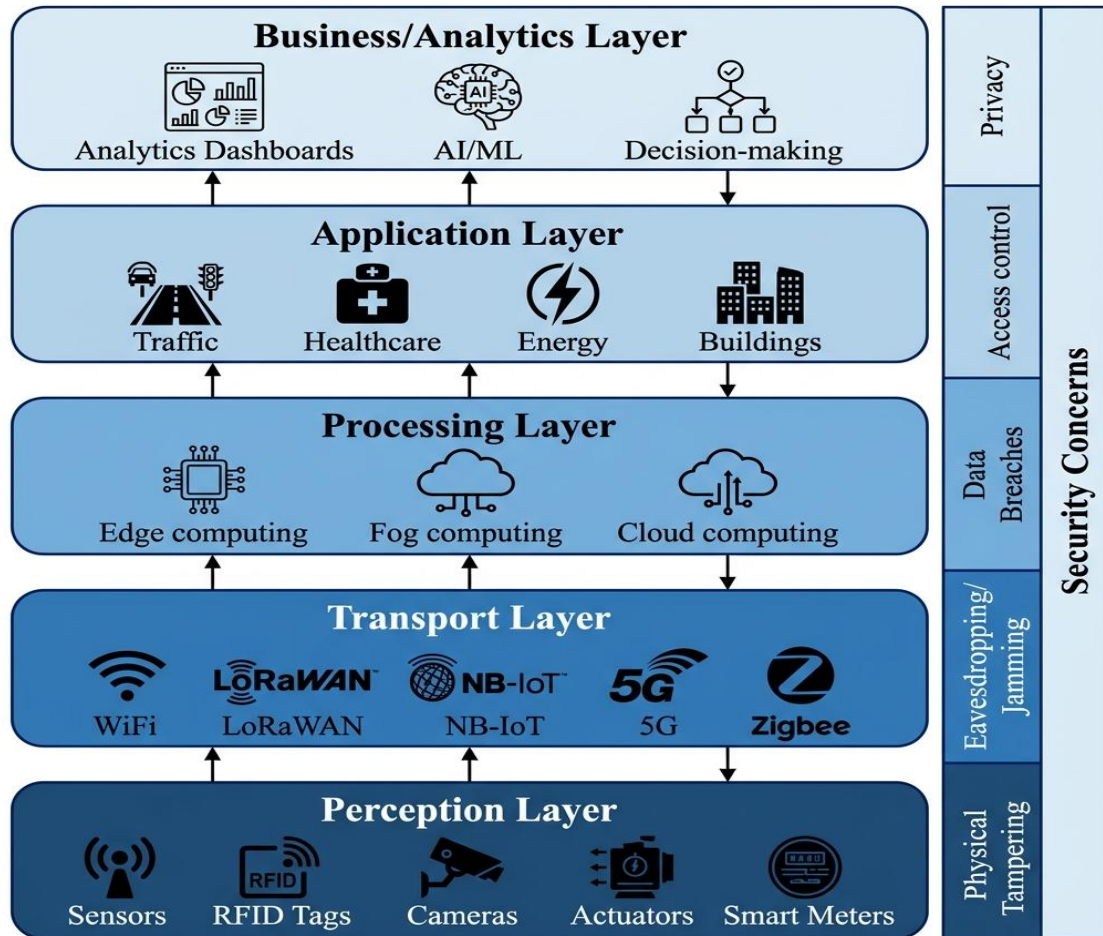 Business/Analytics Layer
AI
Analytics Dashboards
AI/ML
Decision-making
Application Layer
Traffic
Healthcare
Energy
Buildings
Processing Layer
Edge computing
Fog computing
Cloud computing
Transport Layer
LoRaWAN™
NB-IoT™
5G
WiFi
LoRaWAN
NB-IoT
5G
Zigbee
Perception Layer
RFID
Sensors
RFID Tags
Cameras
Actuators
Smart Meters
Privacy
Access control
Data
Breaches
Eavesdropping/
Jamming
Physical
Tampering
Security Concerns